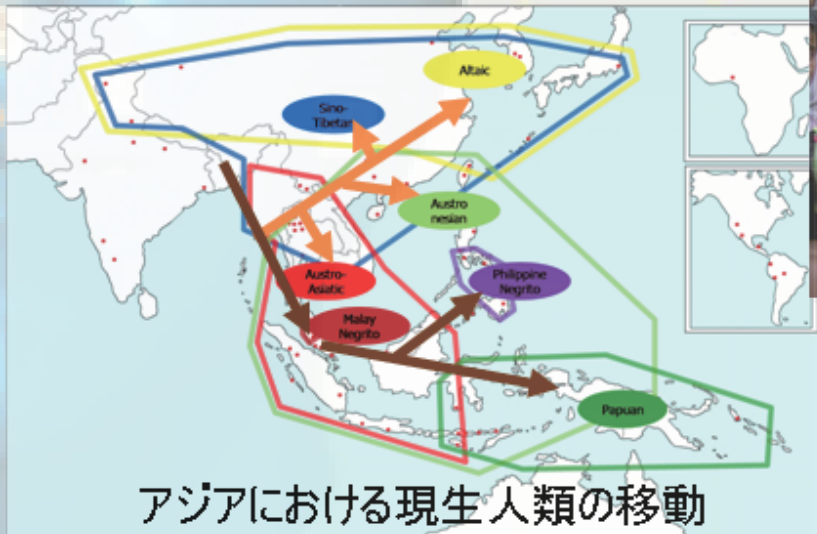 Altaic
Sino-
Tibetan
Austro
nesian
Austro-
Asiatic
Philippine
Negrito
Malay
Negrito
Papuan
アジアにおける現生人類の移動